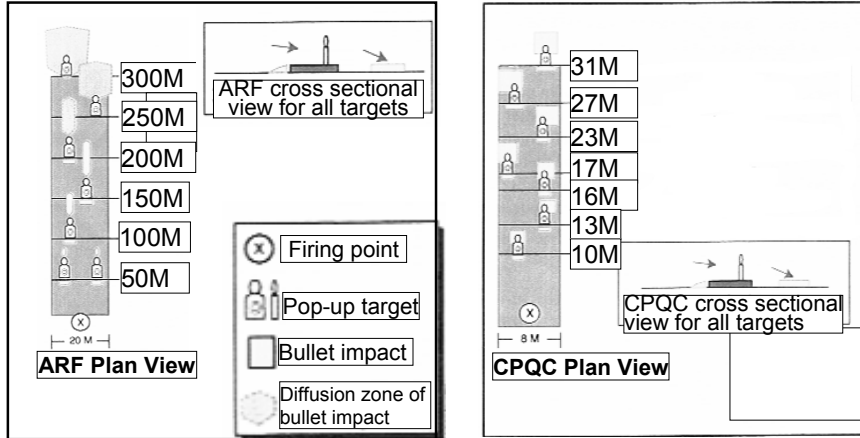 300M
250M
200M
150M
100M
50M
X
20 M
ARF Plan View
ARF cross sectional
view for all targets
X
Firing point
Pop-up target
Bullet impact
Diffusion zone of
bullet impact
31M
27M
23M
17M
16M
13M
10M
X
8 M
CPQC Plan View
CPQC cross sectional
view for all targets